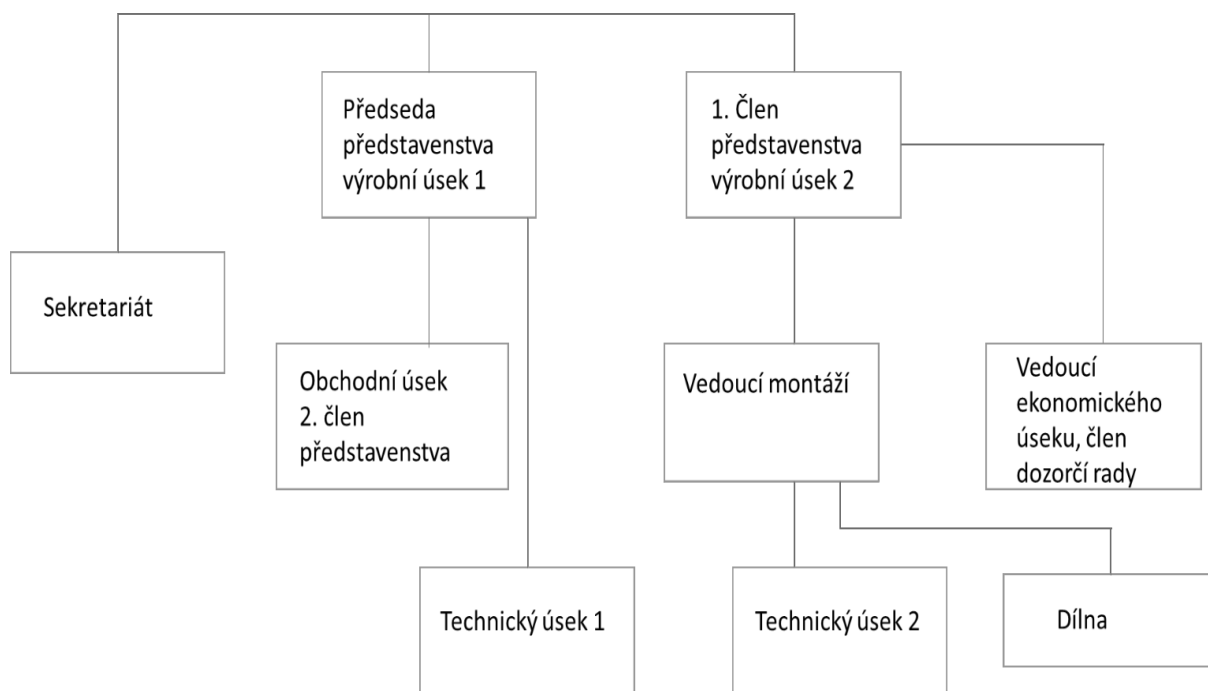 Předseda
představenstva
výrobní úsek 1
1. Člen
představenstva
výrobní úsek 2
Sekretariát
Obchodní úsek
2. člen
představenstva
Vedoucí montáží
Vedoucí
ekonomického
úseku, člen
dozorčí rady
Technický úsek 1
Technický úsek 2
Dílna